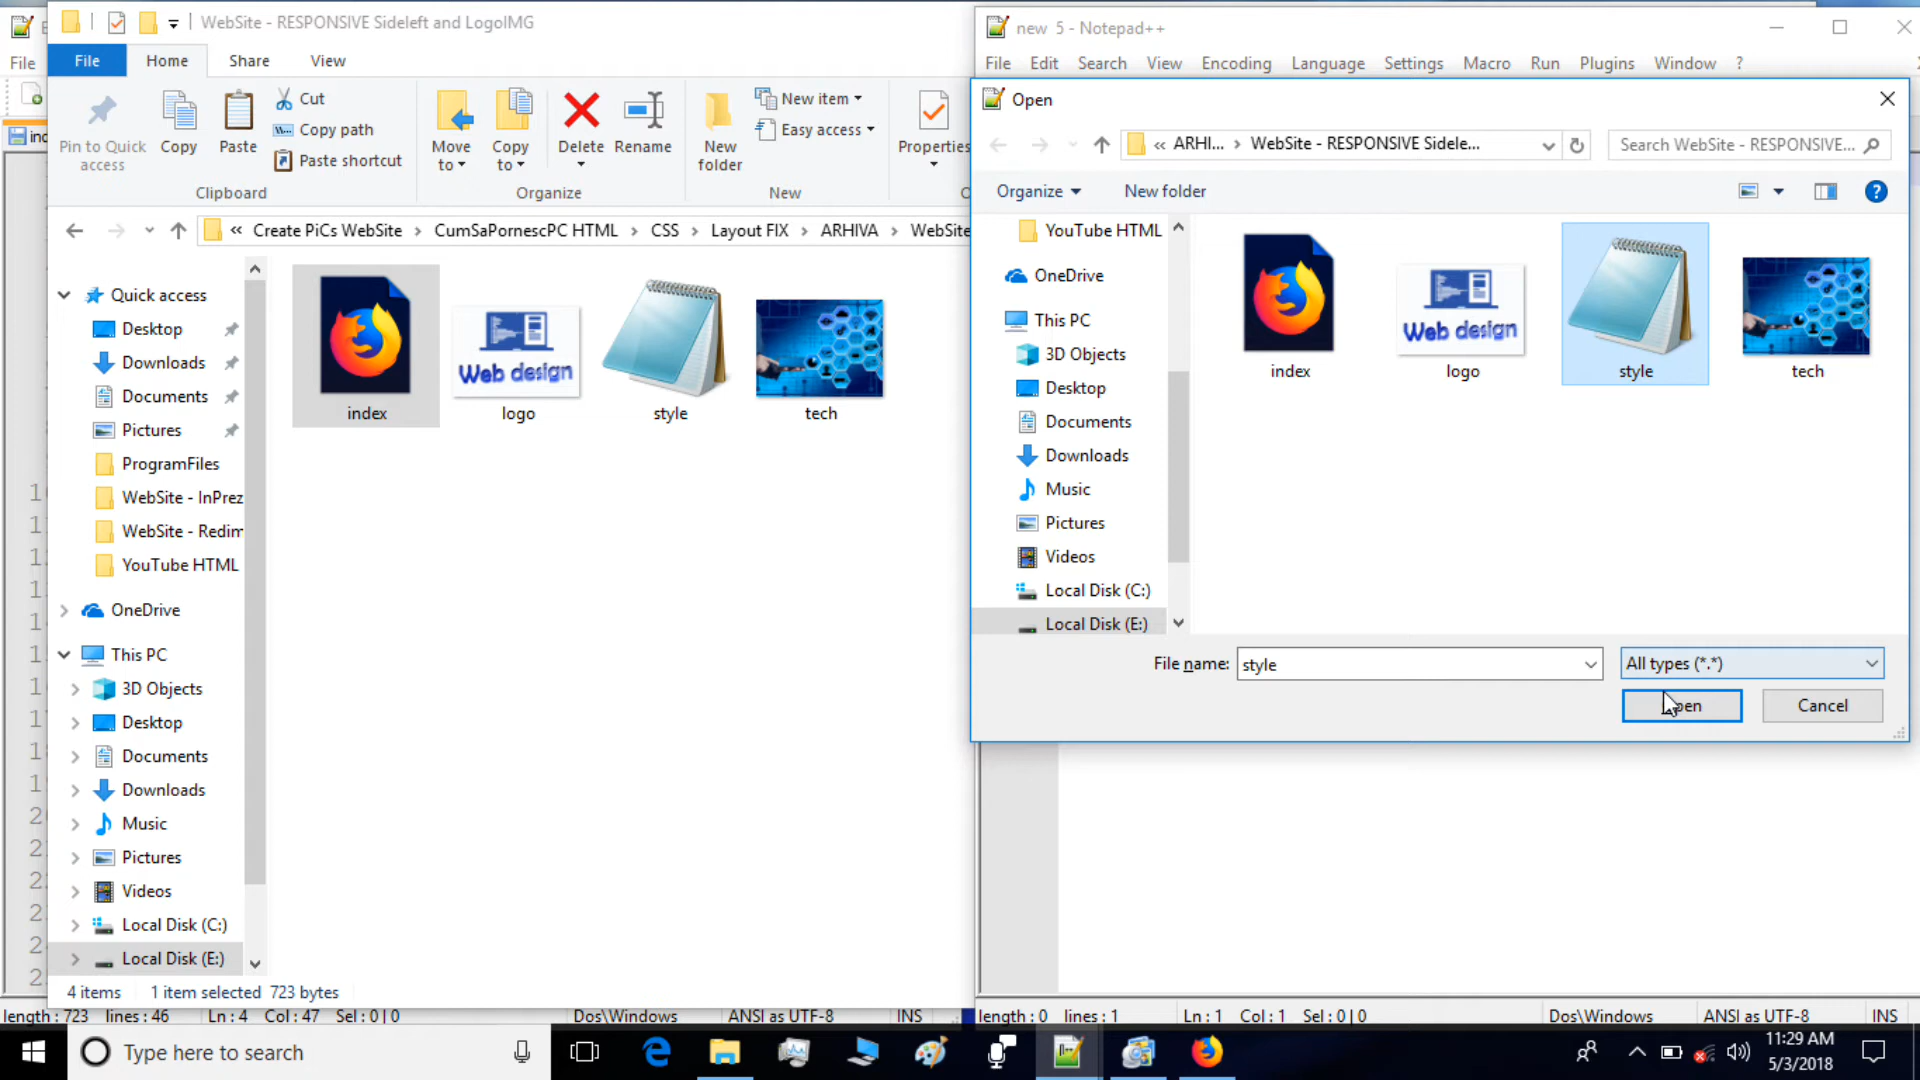 WebSite - RESPONSIVE Sideleft and LogoIMG
File
File Home Share View
Pin to Quick access
Copy
Paste
Cut
Copy path
Paste shortcut
Clipboard
Move to
Copy to
Delete
Rename
Organize
New folder
New item
Easy access
New
Properties
« Create PiCs WebSite > CumSaPornescPC HTML > CSS > Layout FIX > ARHIVA > WebSite
Quick access
Desktop
Downloads
Documents
Pictures
ProgramFiles
WebSite - InPrez
WebSite - Redim
YouTube HTML
OneDrive
This PC
3D Objects
Desktop
Documents
Downloads
Music
Pictures
Videos
Local Disk (C:)
Local Disk (E:)
Web design
index
logo
style
tech
4 items 1 item selected 723 bytes
length : 723 lines : 46 Ln : 4 Col : 47 Sel : 0 | 0 Dos\Windows ANSI as UTF-8 INS
new 5 - Notepad++
File Edit Search View Encoding Language Settings Macro Run Plugins Window ?
Open
« ARHI... > WebSite - RESPONSIVE Sidele...
Search WebSite - RESPONSIVE...
Organize New folder
YouTube HTML
OneDrive
This PC
3D Objects
Desktop
Documents
Downloads
Music
Pictures
Videos
Local Disk (C:)
Local Disk (E:)
Web design
index
logo
style
tech
File name: style
All types (*.*)
Cancel
length : 0 lines : 1 Ln : 1 Col : 1 Sel : 0 | 0 Dos\Windows ANSI as UTF-8 INS
Type here to search
11:29 AM
5/3/2018